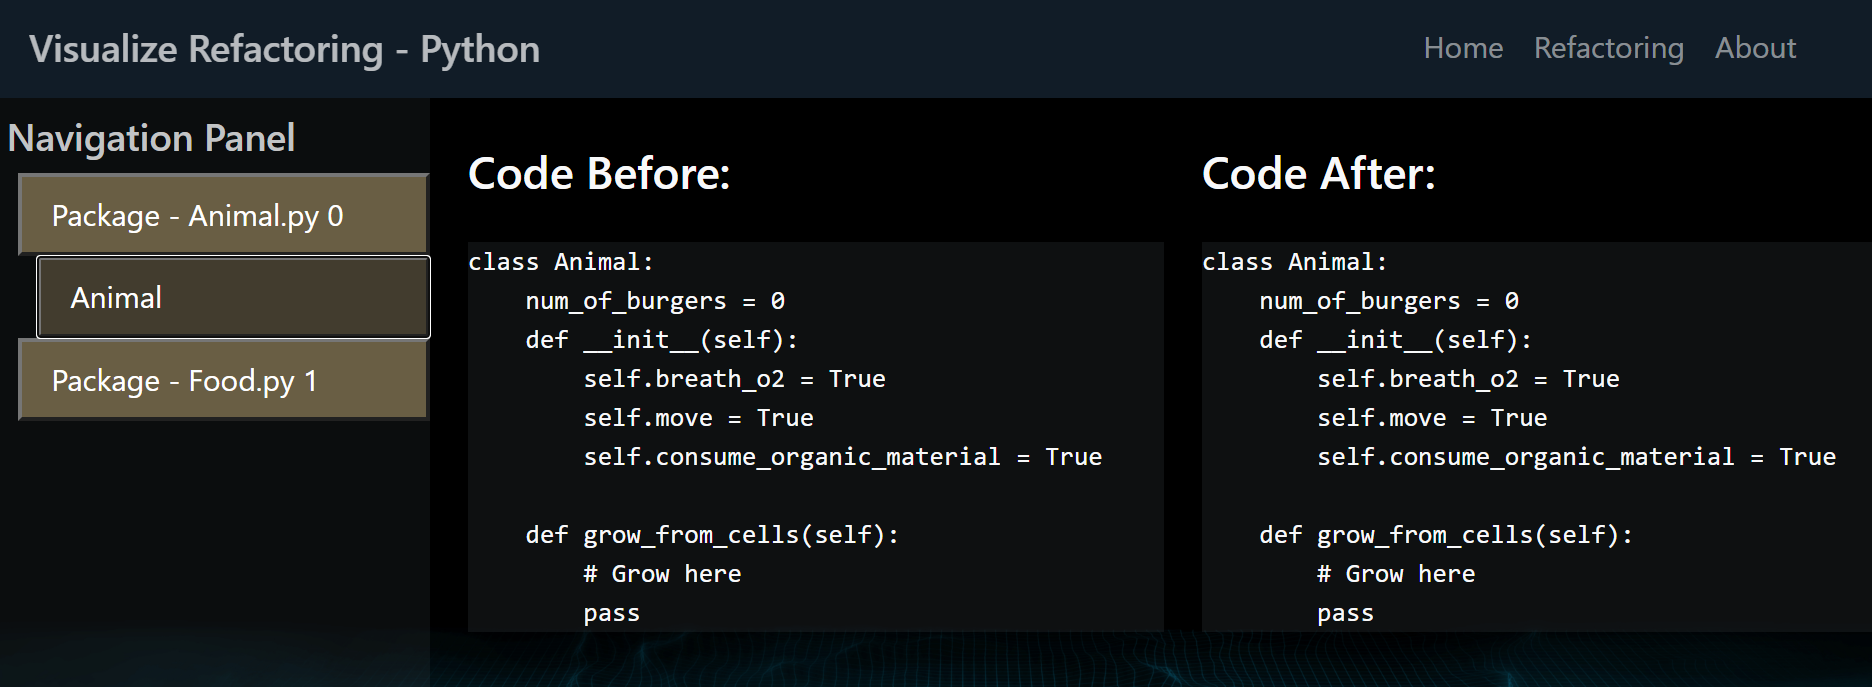 Visualize Refactoring - Python
Home Refactoring About
Navigation Panel
Package - Animal.py 0
Animal
Package - Food.py 1
Code Before:
class Animal:
    num_of_burgers = 0
    def __init__(self):
        self.breath_o2 = True
        self.move = True
        self.consume_organic_material = True

    def grow_from_cells(self):
        # Grow here
        pass
Code After:
class Animal:
    num_of_burgers = 0
    def __init__(self):
        self.breath_o2 = True
        self.move = True
        self.consume_organic_material = True

    def grow_from_cells(self):
        # Grow here
        pass